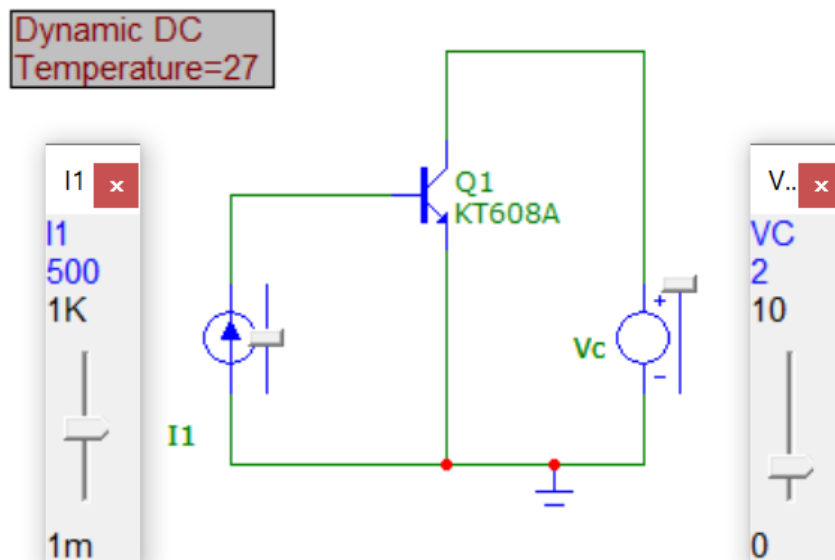 Dynamic DC
Temperature=27
I1
x
I1
500
1K
1m
Q1
KT608A
I1
+
Vc
−
V..
x
VC
2
10
0